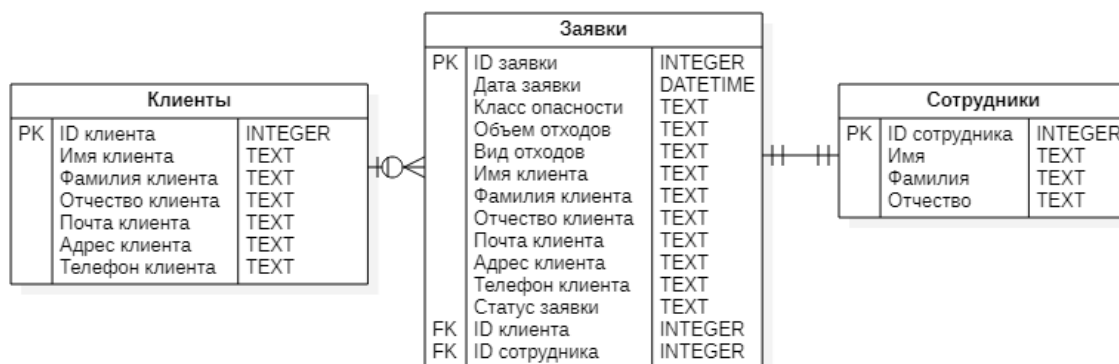 Клиенты
PK ID клиента INTEGER
Имя клиента TEXT
Фамилия клиента TEXT
Отчество клиента TEXT
Почта клиента TEXT
Адрес клиента TEXT
Телефон клиента TEXT
Заявки
PK ID заявки INTEGER
Дата заявки DATETIME
Класс опасности TEXT
Объем отходов TEXT
Вид отходов TEXT
Имя клиента TEXT
Фамилия клиента TEXT
Отчество клиента TEXT
Почта клиента TEXT
Адрес клиента TEXT
Телефон клиента TEXT
Статус заявки TEXT
FK ID клиента INTEGER
FK ID сотрудника INTEGER
Сотрудники
PK ID сотрудника INTEGER
Имя TEXT
Фамилия TEXT
Отчество TEXT